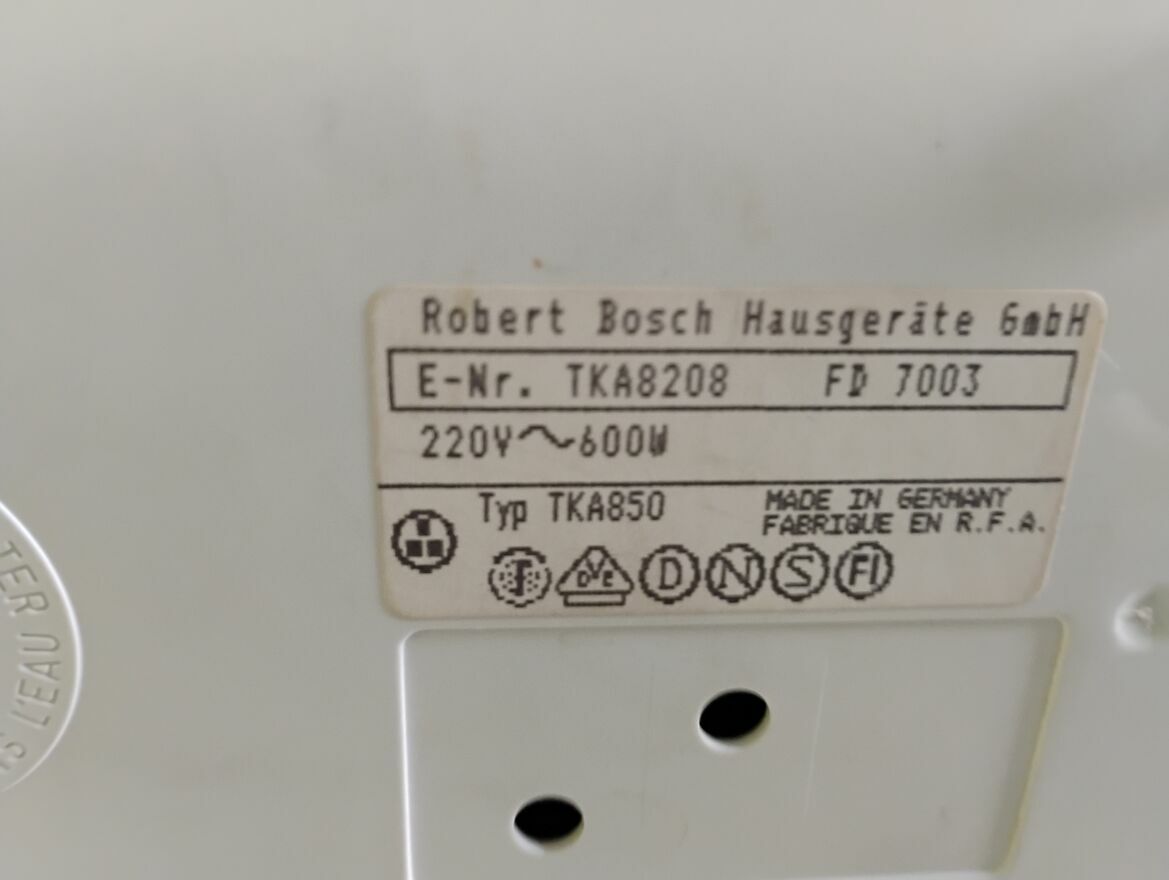 Robert Bosch Hausgeräte GmbH
E-Nr. TKA8208 FD 7003
220V~600W
Typ TKA850
MADE IN GERMANY
FABRIQUE EN R.F.A.
DVE D N S FI
L'EAU